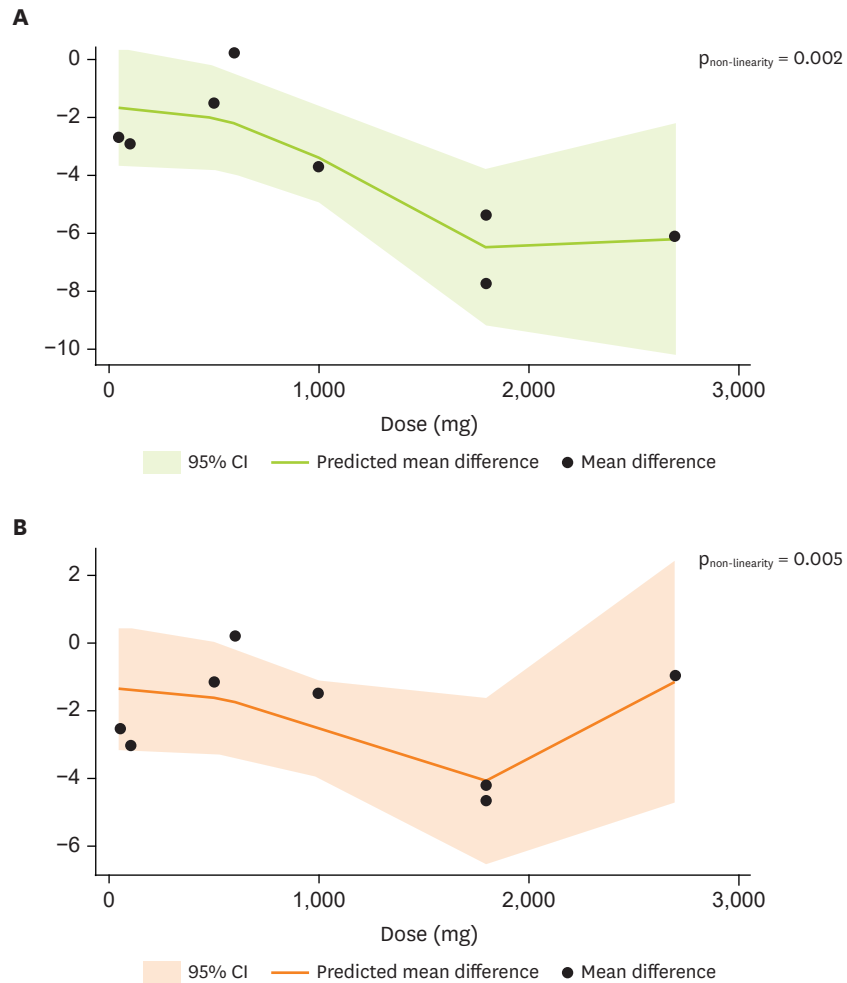 A
p non-linearity = 0.002
0
−2
−4
−6
−8
−10
0 1,000 2,000 3,000
Dose (mg)
95% CI Predicted mean difference Mean difference
B
p non-linearity = 0.005
2
0
−2
−4
−6
0 1,000 2,000 3,000
Dose (mg)
95% CI Predicted mean difference Mean difference